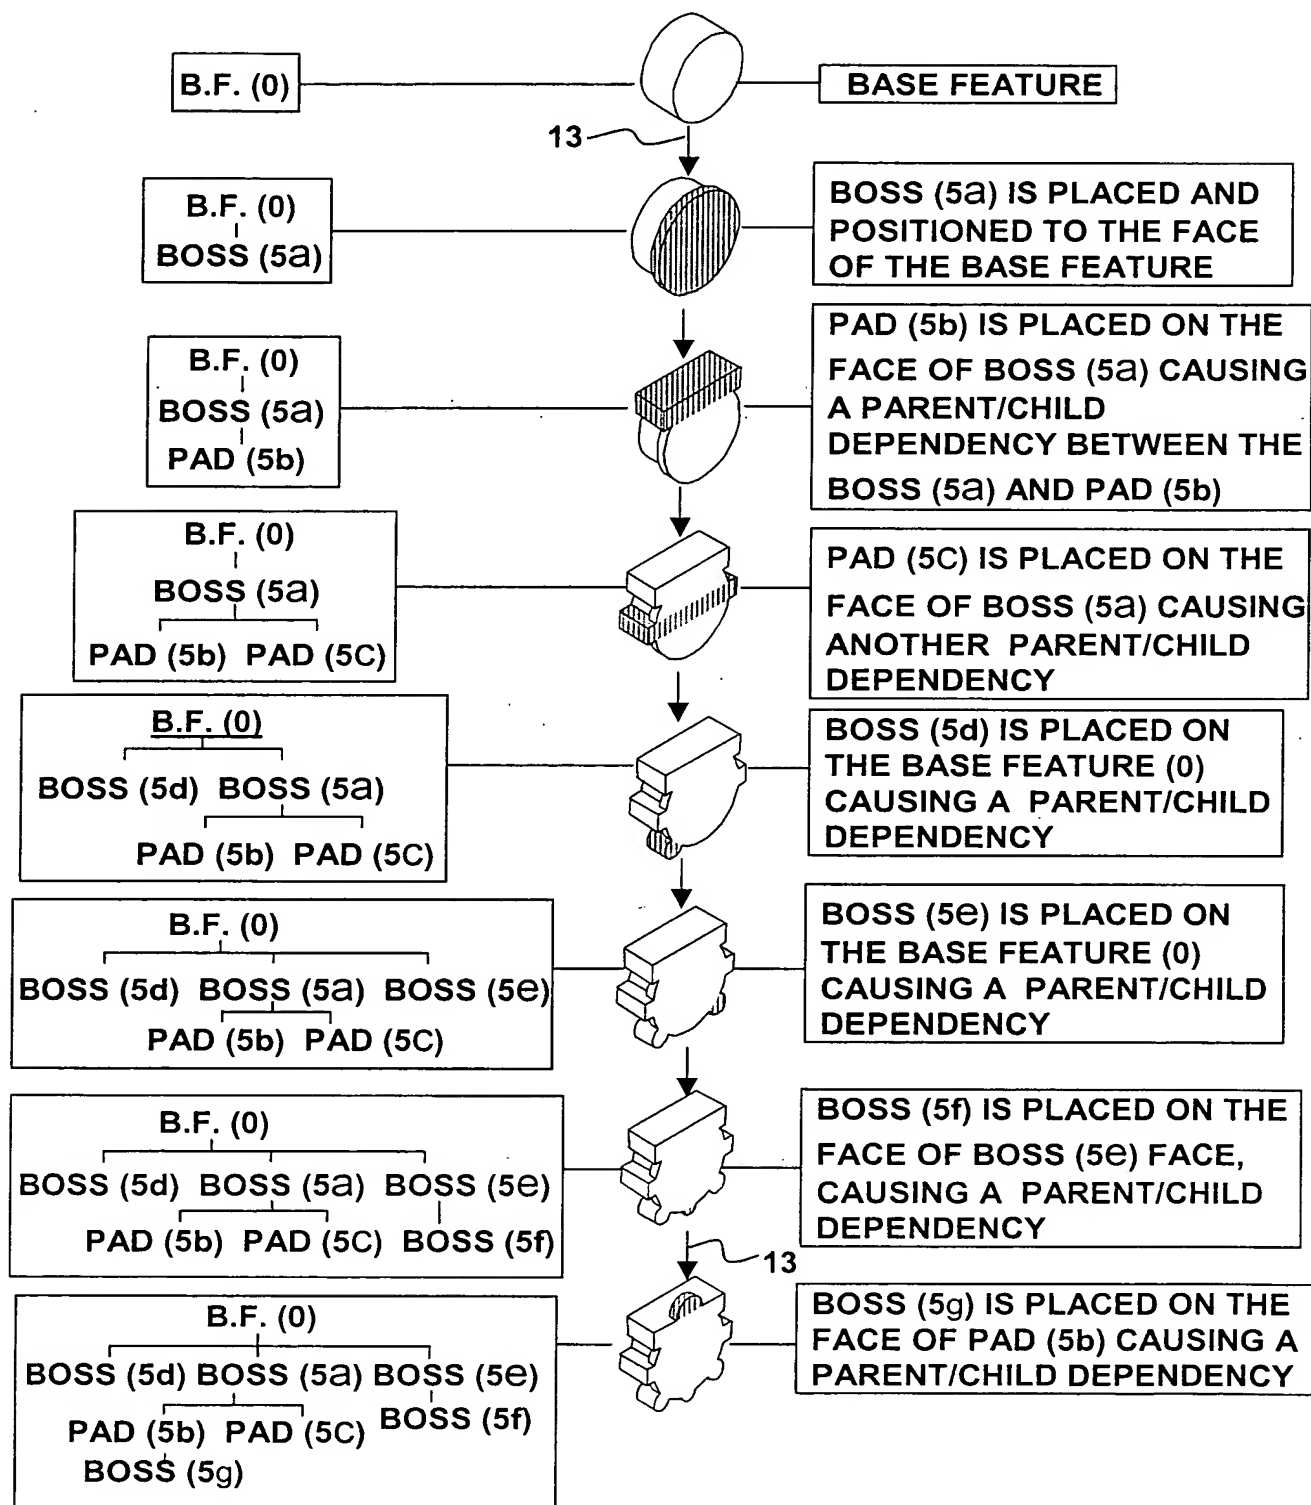 B.F. (0)
BASE FEATURE
13
B.F. (0)
BOSS (5a)
BOSS (5a) IS PLACED AND
POSITIONED TO THE FACE
OF THE BASE FEATURE
B.F. (0)
BOSS (5a)
PAD (5b)
PAD (5b) IS PLACED ON THE
FACE OF BOSS (5a) CAUSING
A PARENT/CHILD
DEPENDENCY BETWEEN THE
BOSS (5a) AND PAD (5b)
B.F. (0)
BOSS (5a)
PAD (5b) PAD (5C)
PAD (5C) IS PLACED ON THE
FACE OF BOSS (5a) CAUSING
ANOTHER PARENT/CHILD
DEPENDENCY
B.F. (0)
BOSS (5d) BOSS (5a)
PAD (5b) PAD (5C)
BOSS (5d) IS PLACED ON
THE BASE FEATURE (0)
CAUSING A PARENT/CHILD
DEPENDENCY
B.F. (0)
BOSS (5d) BOSS (5a) BOSS (5e)
PAD (5b) PAD (5C)
BOSS (5e) IS PLACED ON
THE BASE FEATURE (0)
CAUSING A PARENT/CHILD
DEPENDENCY
B.F. (0)
BOSS (5d) BOSS (5a) BOSS (5e)
PAD (5b) PAD (5C) BOSS (5f)
BOSS (5f) IS PLACED ON THE
FACE OF BOSS (5e) FACE,
CAUSING A PARENT/CHILD
DEPENDENCY
13
B.F. (0)
BOSS (5d) BOSS (5a) BOSS (5e)
PAD (5b) PAD (5C) BOSS (5f)
BOSS (5g)
BOSS (5g) IS PLACED ON THE
FACE OF PAD (5b) CAUSING A
PARENT/CHILD DEPENDENCY